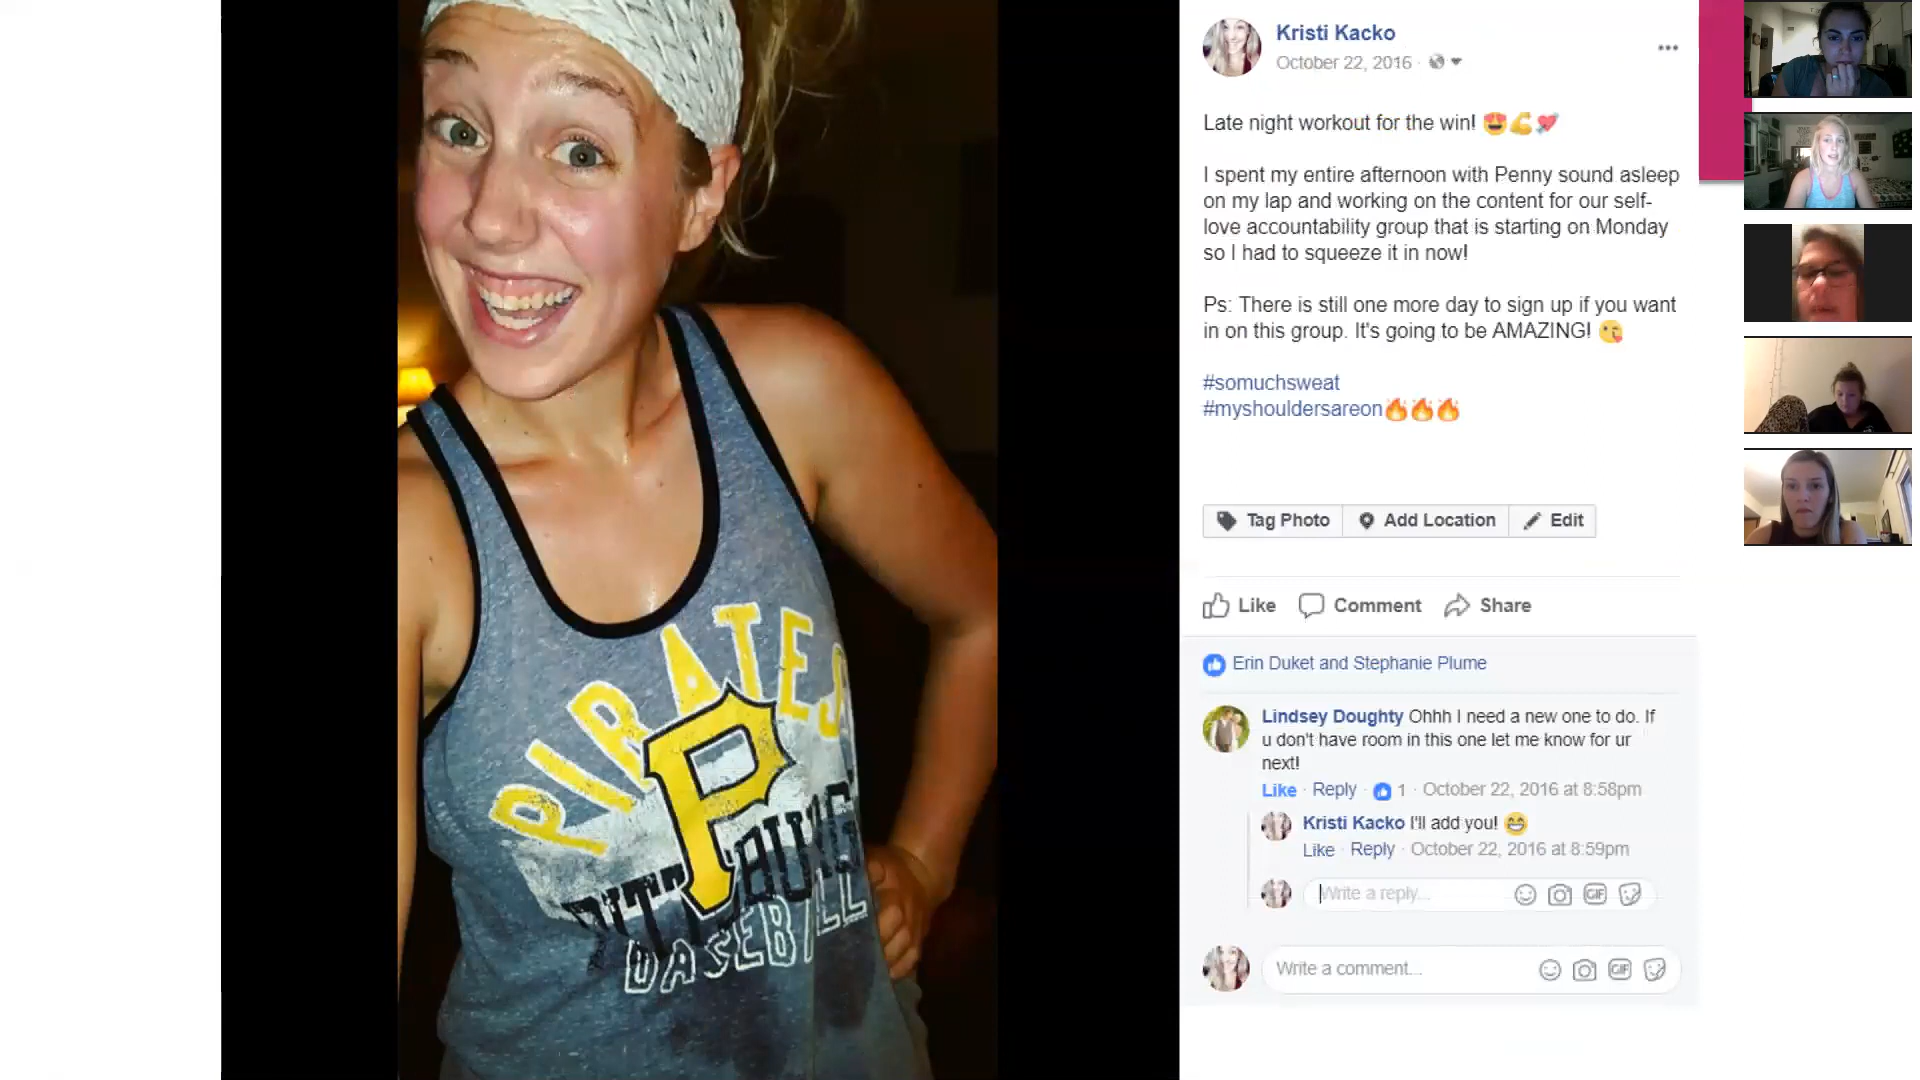 Kristi Kacko
October 22, 2016
Late night workout for the win! 😍💪💘
I spent my entire afternoon with Penny sound asleep
on my lap and working on the content for our self-
love accountability group that is starting on Monday
so I had to squeeze it in now!
Ps: There is still one more day to sign up if you want
in on this group. It's going to be AMAZING! 😘
#somuchsweat
#myshouldersareon🔥🔥🔥
Tag Photo Add Location Edit
Like Comment Share
Erin Duket and Stephanie Plume
Lindsey Doughty Ohhh I need a new one to do. If
u don't have room in this one let me know for ur
next!
Like · Reply · 1 · October 22, 2016 at 8:58pm
Kristi Kacko I'll add you! 😁
Like · Reply · October 22, 2016 at 8:59pm
Write a reply...
GIF
Write a comment...
GIF
PIRATES
P
PITTSBURGH
BASEBALL